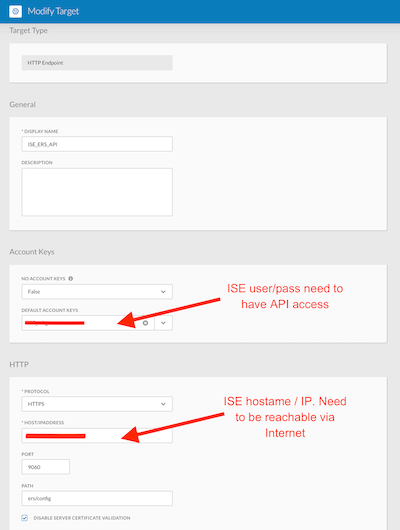 Modify Target
Target Type
HTTP Endpoint
General
* DISPLAY NAME
ISE_ERS_API
DESCRIPTION
Account Keys
NO ACCOUNT KEYS
False
ISE user/pass need to
have API access
DEFAULT ACCOUNT KEYS
HTTP
* PROTOCOL
HTTPS
ISE hostame / IP. Need
to be reachable via
Internet
* HOST/IPADDRESS
PORT
9060
PATH
ers/config
DISABLE SERVER CERTIFICATE VALIDATION